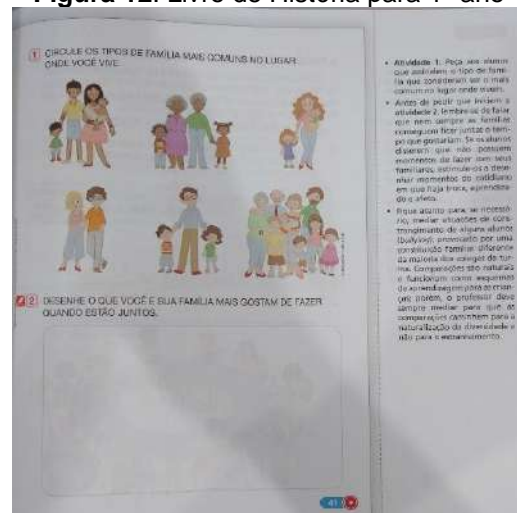 Figura 12: Livro de História para 1º ano
1 CIRCULE OS TIPOS DE FAMÍLIA MAIS COMUNS NO LUGAR
ONDE VOCÊ VIVE.
2 DESENHE O QUE VOCÊ E SUA FAMÍLIA MAIS GOSTAM DE FAZER
QUANDO ESTÃO JUNTOS.
41
• Atividade 1: Peça aos alunos
que assinalem o tipo de famí-
lia que consideram ser o mais
comum no lugar onde vivem.
• Antes de pedir que iniciem a
atividade 2, lembre-se de falar
que nem sempre as famílias
conseguem ficar juntas o tem-
po que gostariam. Se os alunos
disserem que não possuem
momentos de lazer com seus
familiares, estimule-os a dese-
nhar momentos do cotidiano
em que haja troca, aprendiza-
do e afeto.
• Fique atento para, se necessá-
rio, mediar situações de cons-
trangimento de algum aluno
(bullying), provocado por uma
constituição familiar diferente
da maioria dos colegas da tur-
ma. Comparações são naturais
e funcionam como esquemas
de aprendizagem para as crian-
ças; porém, o professor deve
sempre mediar para que as
comparações caminhem para a
naturalização da diversidade e
não para o estranhamento.